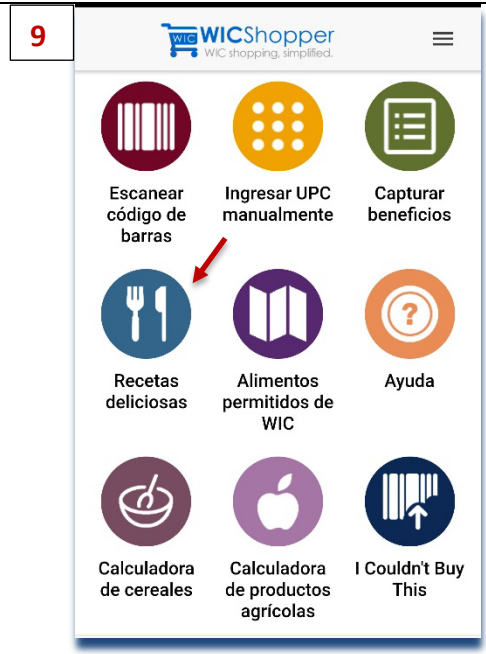 9
WIC WICShopper
WIC shopping, simplified.
Escanear
código de
barras
Ingresar UPC
manualmente
Capturar
beneficios
Recetas
deliciosas
Alimentos
permitidos de
WIC
?
Ayuda
Calculadora
de cereales
Calculadora
de productos
agrícolas
I Couldn't Buy
This